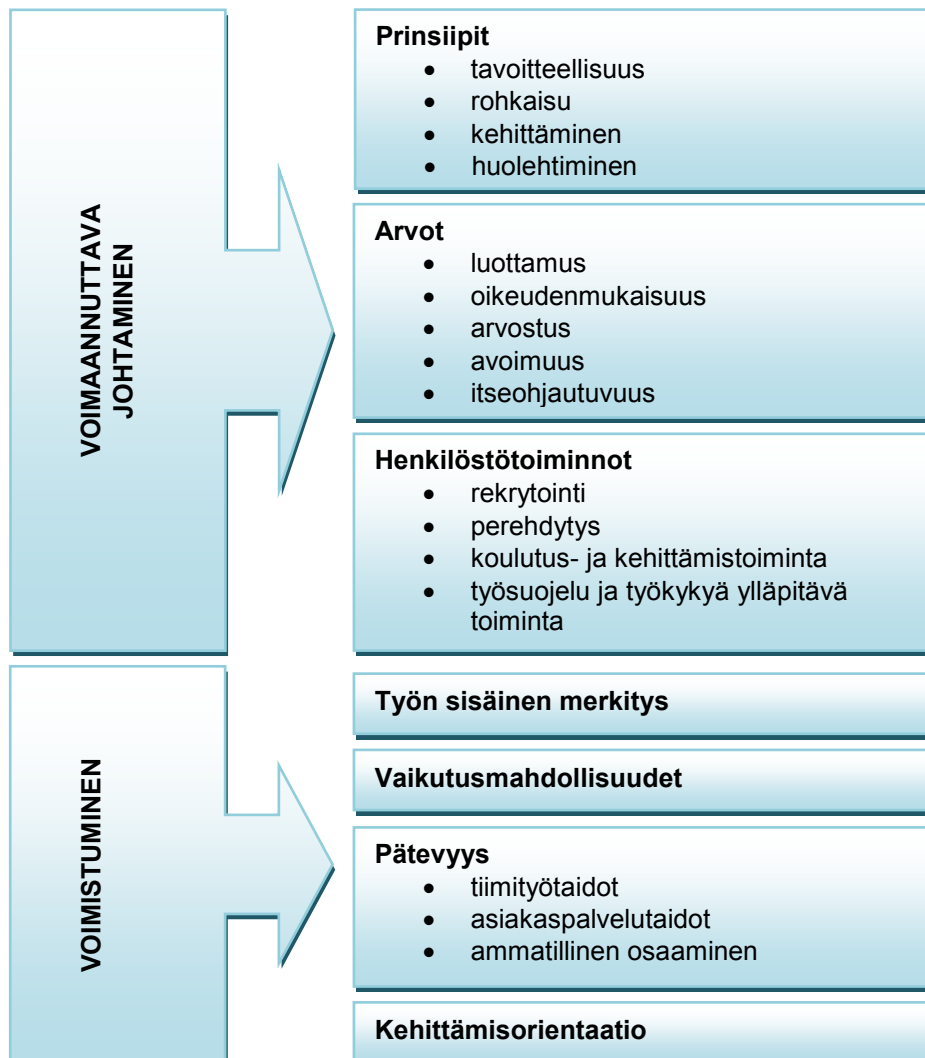 VOIMAANNUTTAVA
JOHTAMINEN
Prinsiipit
• tavoitteellisuus
• rohkaisu
• kehittäminen
• huolehtiminen
Arvot
• luottamus
• oikeudenmukaisuus
• arvostus
• avoimuus
• itseohjautuvuus
Henkilöstötoiminnot
• rekrytointi
• perehdytys
• koulutus- ja kehittämistoiminta
• työsuojelu ja työkykyä ylläpitävä
toiminta
VOIMISTUMINEN
Työn sisäinen merkitys
Vaikutusmahdollisuudet
Pätevyys
• tiimityötaidot
• asiakaspalvelutaidot
• ammatillinen osaaminen
Kehittämisorientaatio